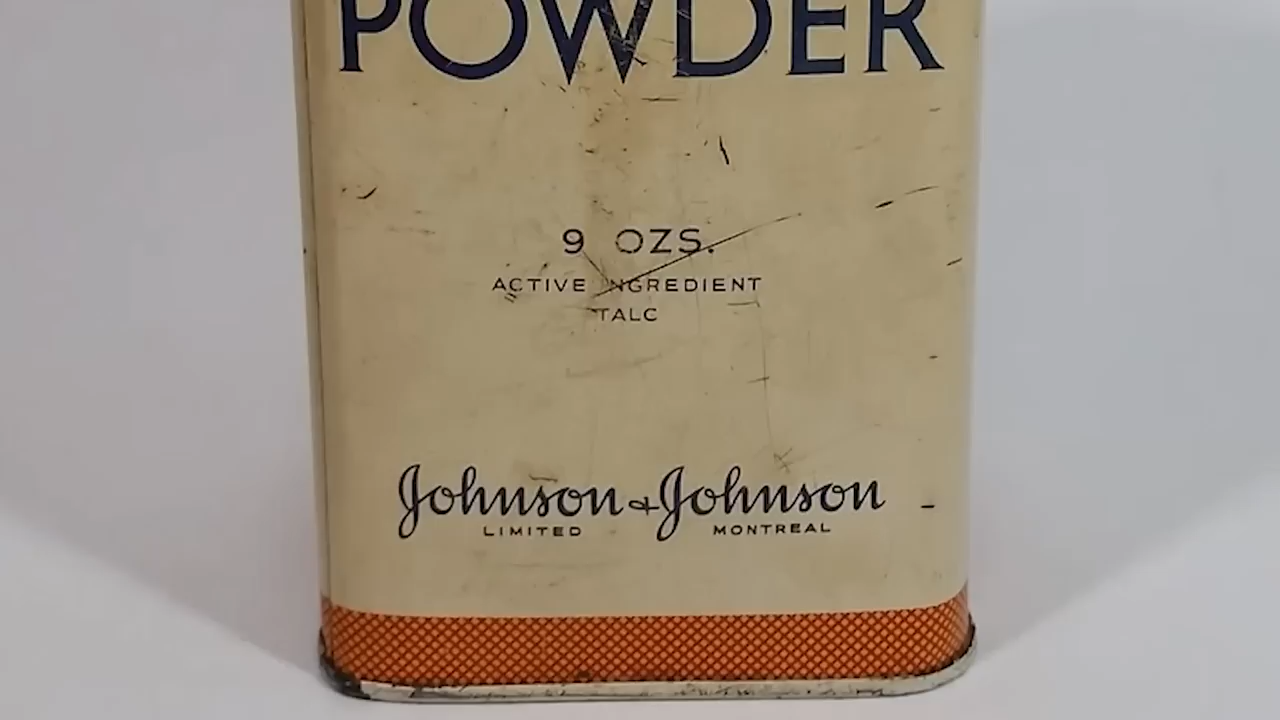 POWDER
9 OZS.
ACTIVE INGREDIENT
TALC
Johnson & Johnson
LIMITED MONTREAL